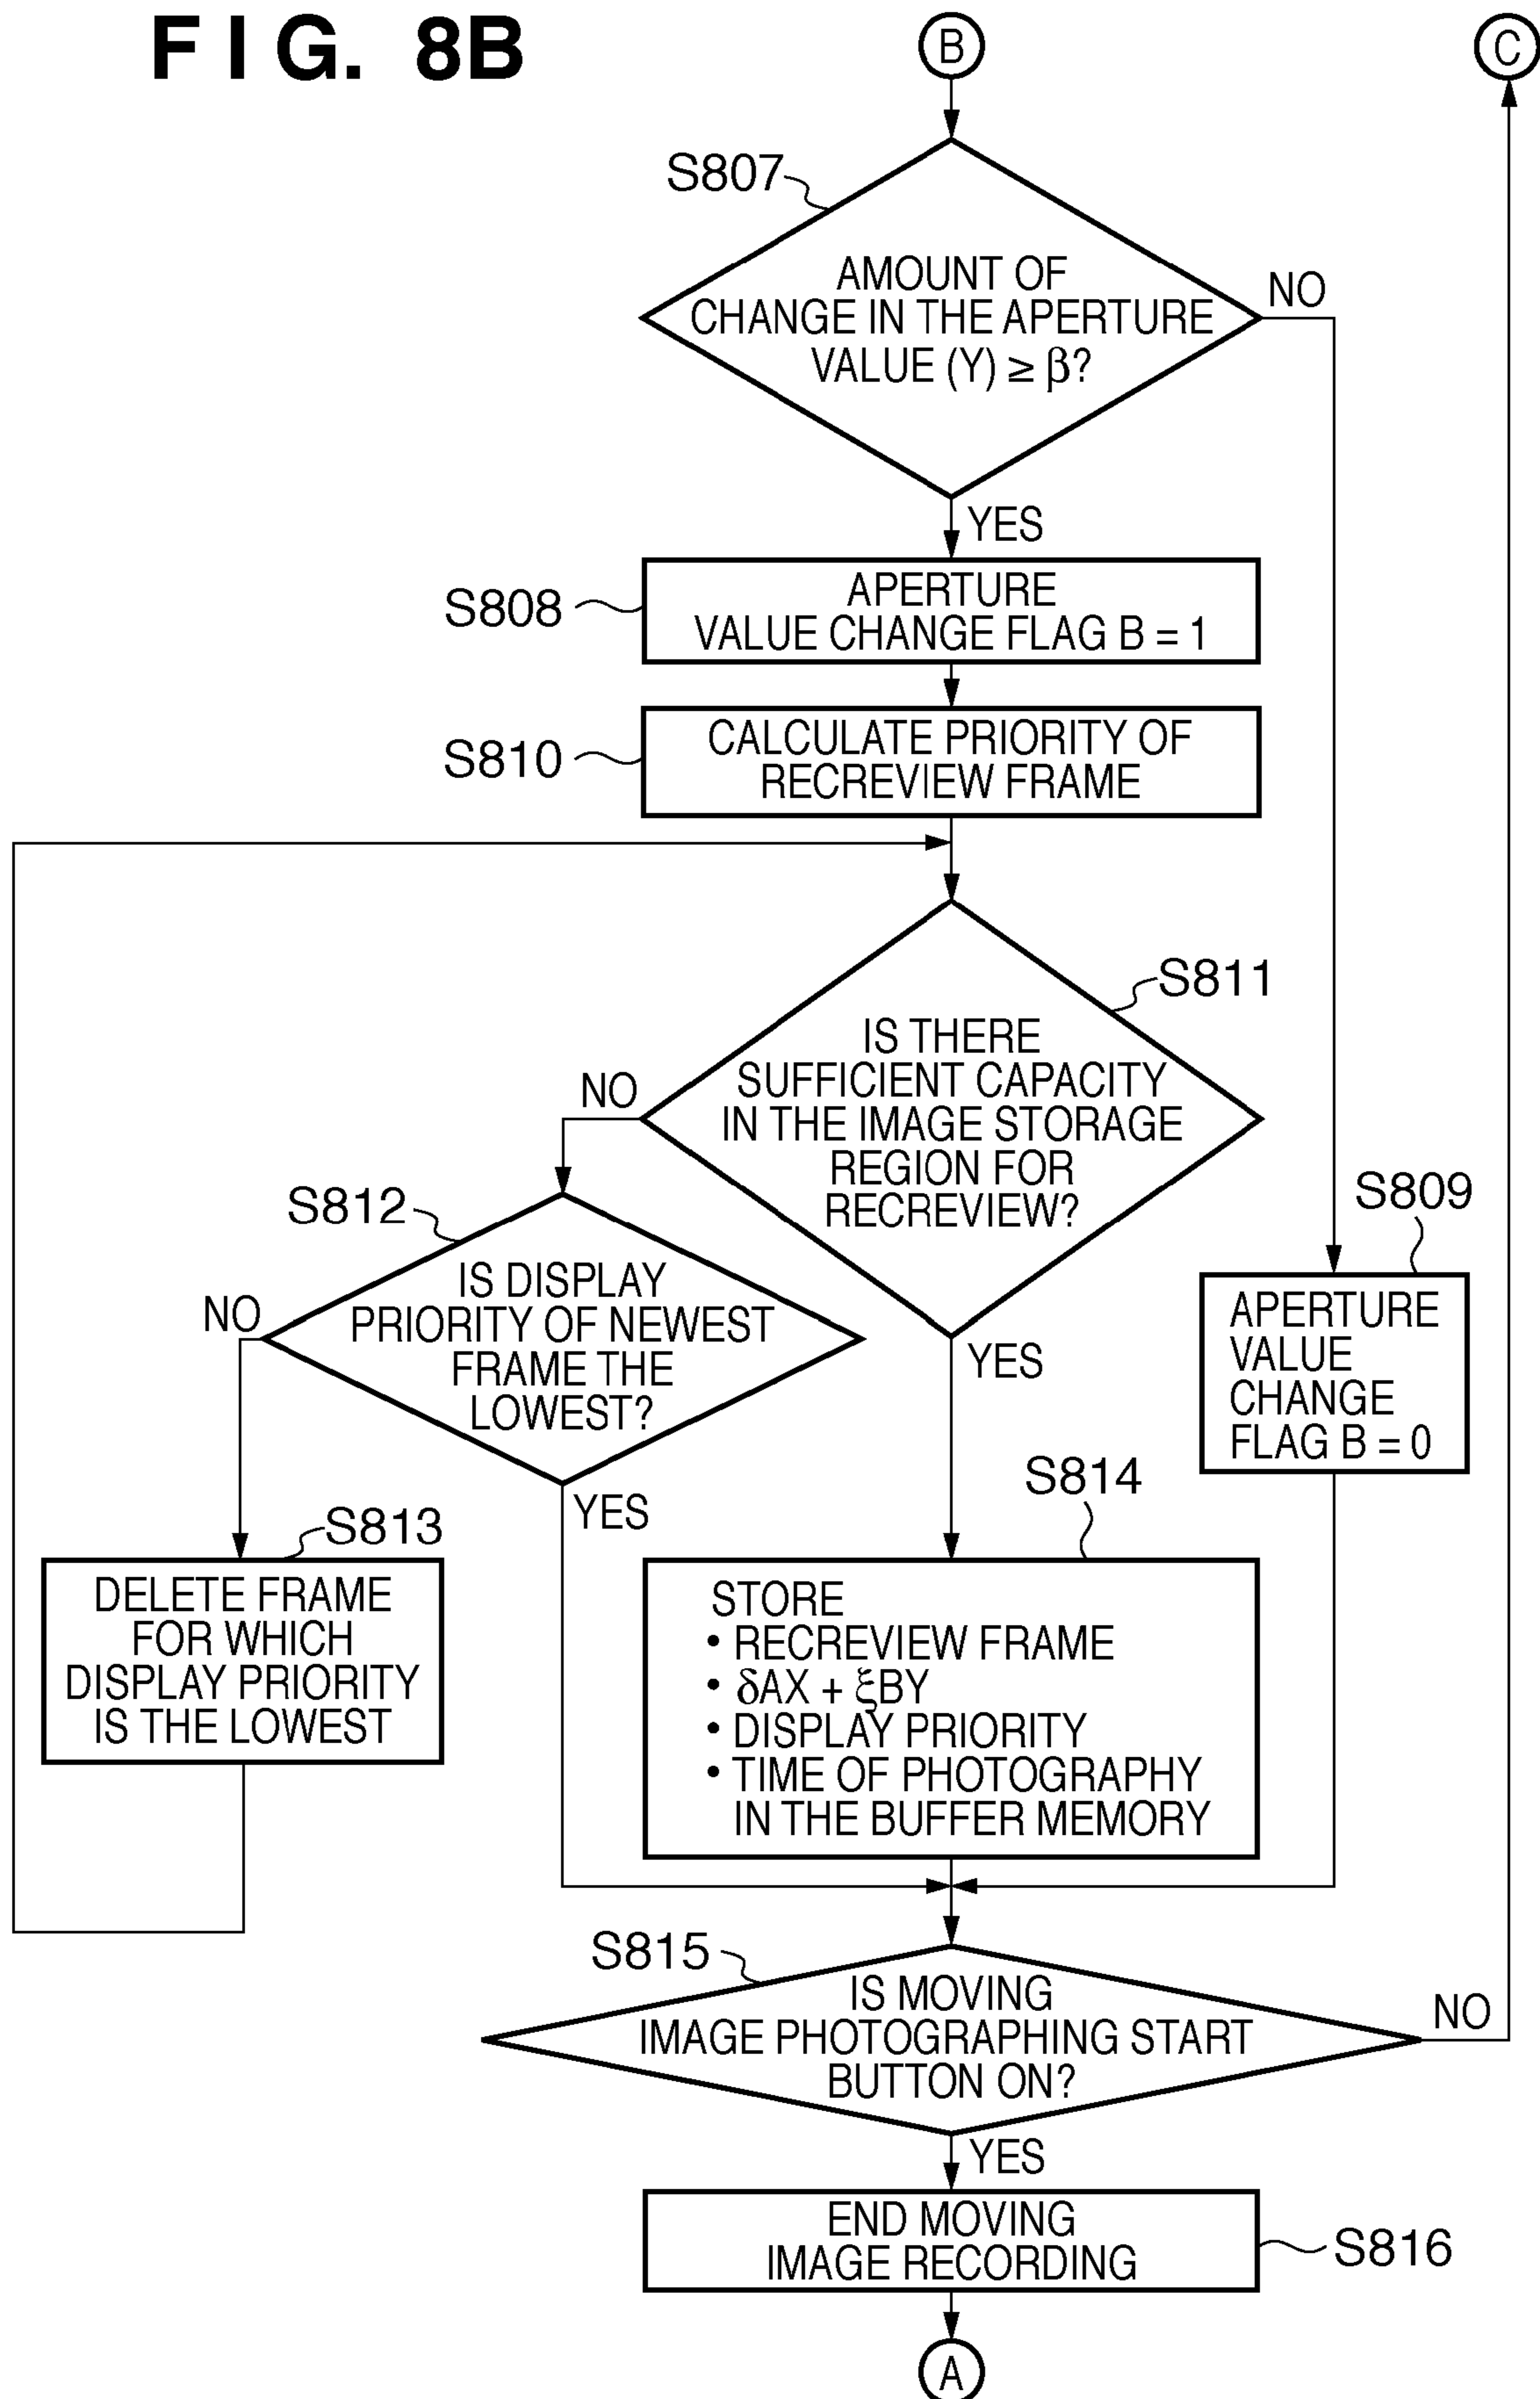 FIG. 8B
B
C
S807
AMOUNT OF
CHANGE IN THE APERTURE
VALUE (Y) ≥ β?
NO
YES
S808
APERTURE
VALUE CHANGE FLAG B = 1
S810
CALCULATE PRIORITY OF
RECREVIEW FRAME
S811
IS THERE
SUFFICIENT CAPACITY
IN THE IMAGE STORAGE
REGION FOR
RECREVIEW?
NO
YES
S812
IS DISPLAY
PRIORITY OF NEWEST
FRAME THE
LOWEST?
NO
YES
S809
APERTURE
VALUE
CHANGE
FLAG B = 0
S813
DELETE FRAME
FOR WHICH
DISPLAY PRIORITY
IS THE LOWEST
S814
STORE
• RECREVIEW FRAME
• δAX + ξBY
• DISPLAY PRIORITY
• TIME OF PHOTOGRAPHY
IN THE BUFFER MEMORY
S815
IS MOVING
IMAGE PHOTOGRAPHING START
BUTTON ON?
NO
YES
END MOVING
IMAGE RECORDING
S816
A